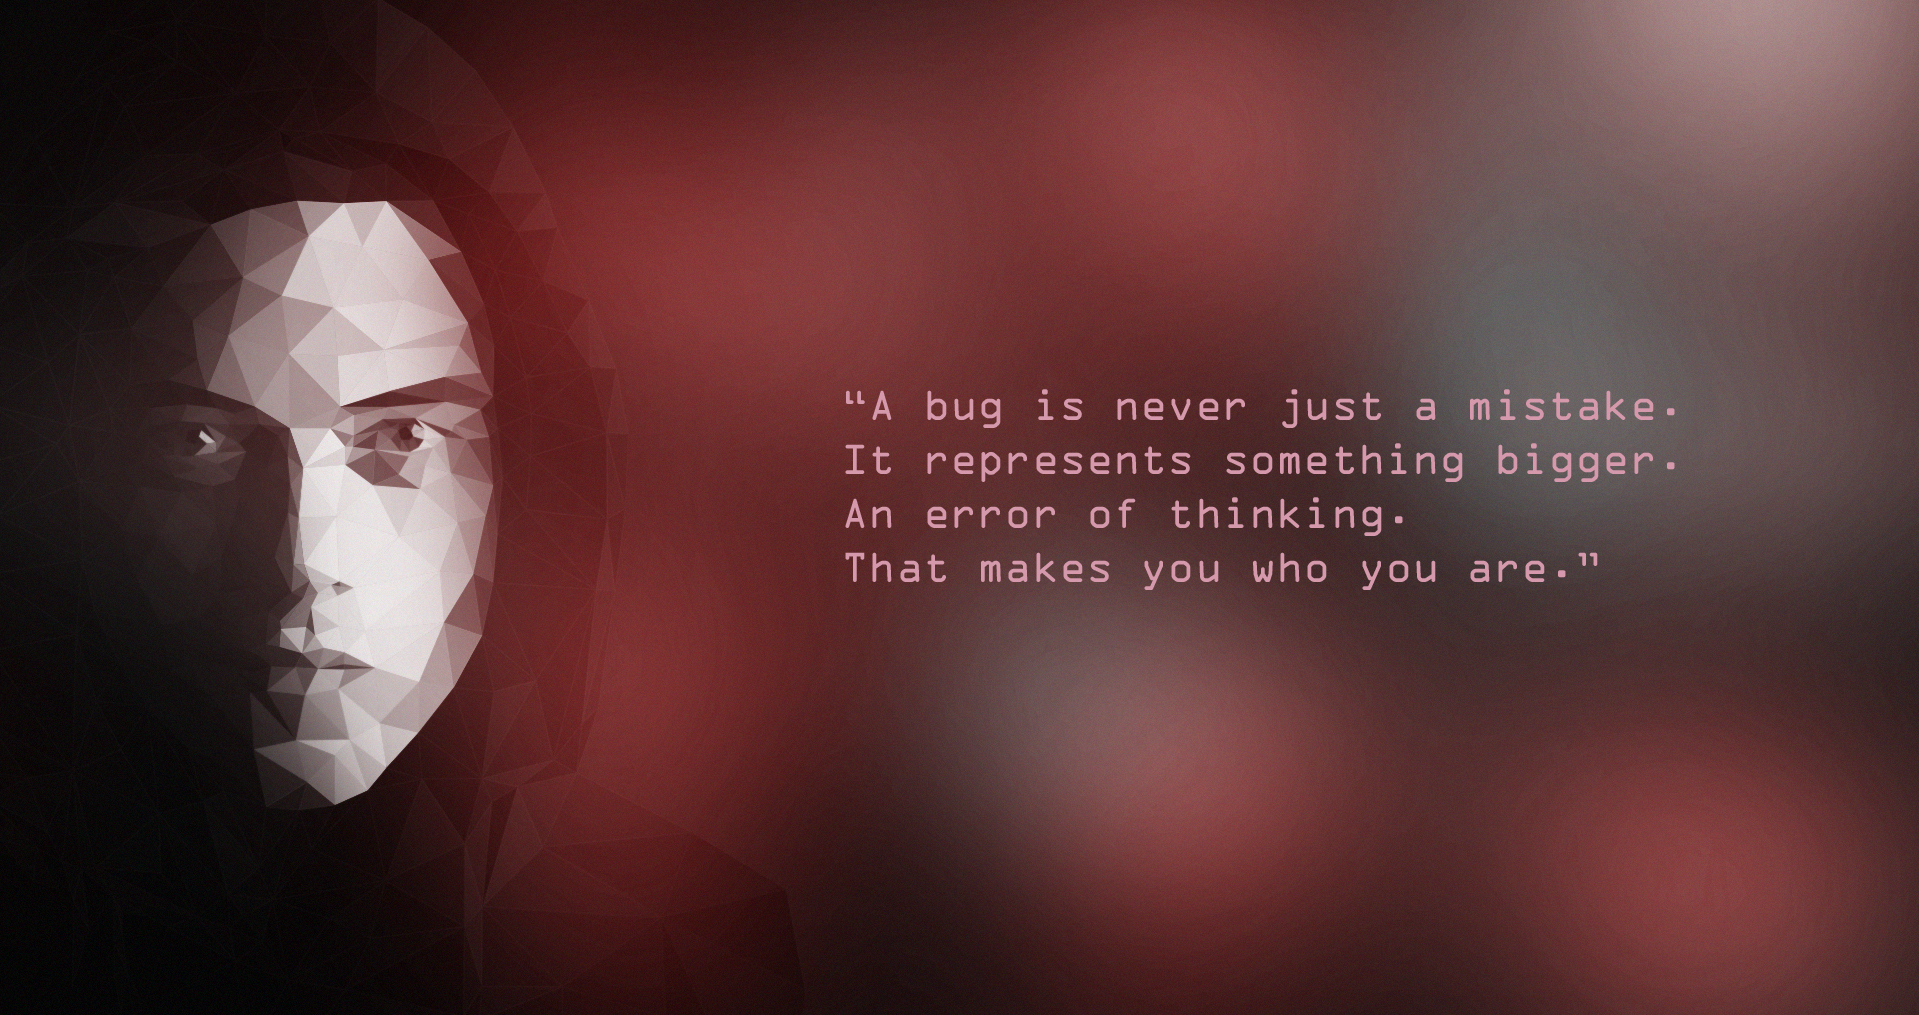 “A bug is never just a mistake.
It represents something bigger.
An error of thinking.
That makes you who you are.”